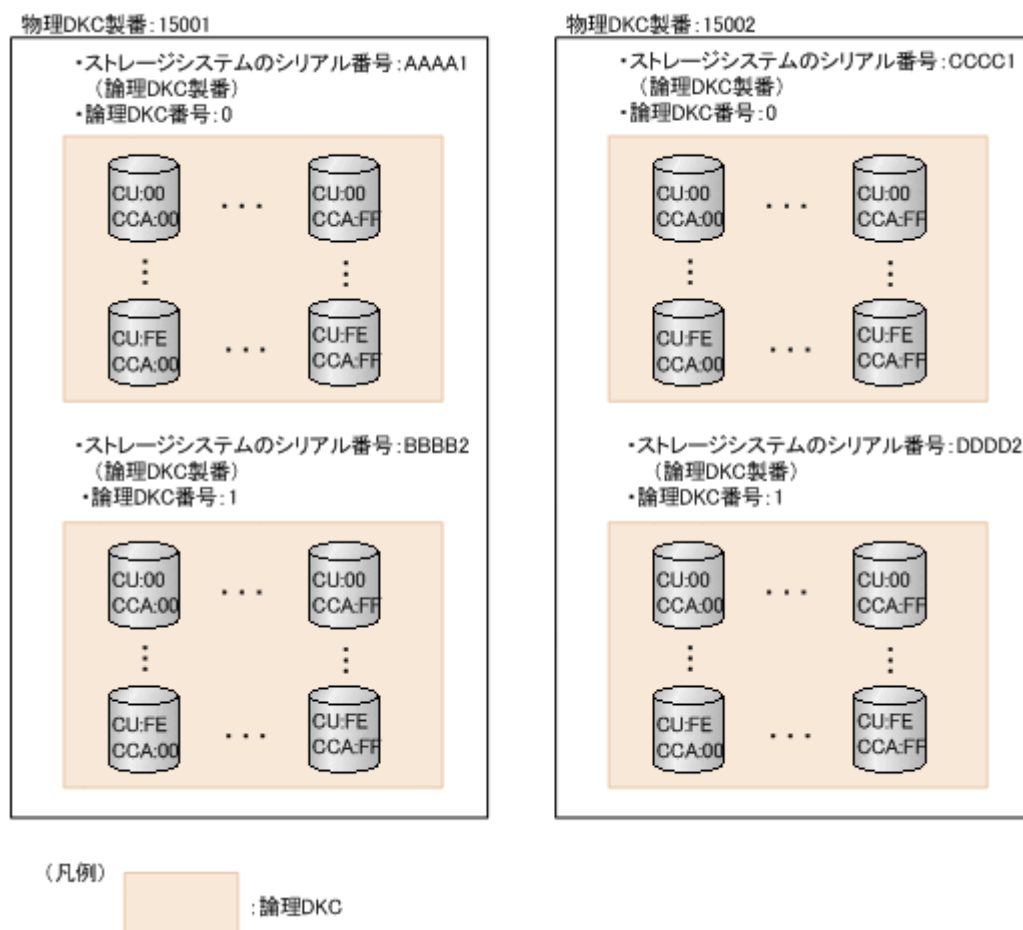 物理DKC製番:15001
・ストレージシステムのシリアル番号:AAAA1
(論理DKC製番)
・論理DKC番号:0
CU:00
CCA:00
...
CU:00
CCA:FF
CU:FE
CCA:00
...
CU:FE
CCA:FF
・ストレージシステムのシリアル番号:BBBB2
(論理DKC製番)
・論理DKC番号:1
CU:00
CCA:00
...
CU:00
CCA:FF
CU:FE
CCA:00
...
CU:FE
CCA:FF
物理DKC製番:15002
・ストレージシステムのシリアル番号:CCCC1
(論理DKC製番)
・論理DKC番号:0
CU:00
CCA:00
...
CU:00
CCA:FF
CU:FE
CCA:00
...
CU:FE
CCA:FF
・ストレージシステムのシリアル番号:DDDD2
(論理DKC製番)
・論理DKC番号:1
CU:00
CCA:00
...
CU:00
CCA:FF
CU:FE
CCA:00
...
CU:FE
CCA:FF
(凡例)
:論理DKC